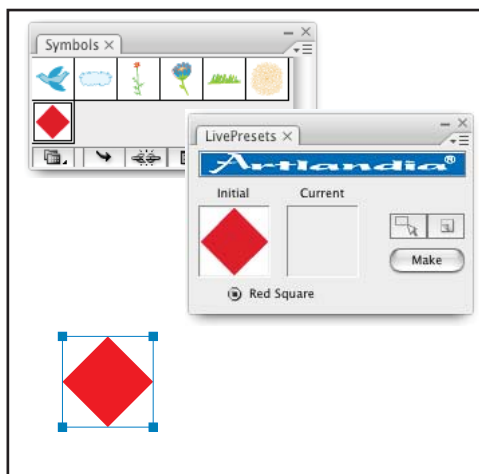 Symbols ×
LivePresets ×
Artlandia®
Initial Current
Make
Red Square